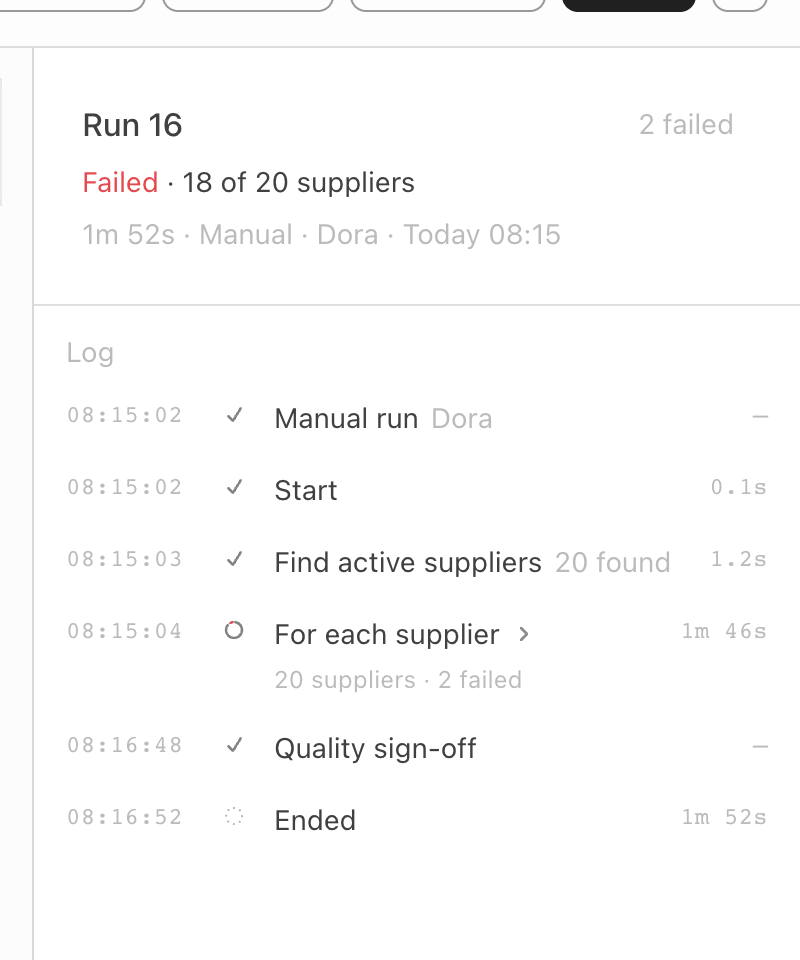 Run 16 2 failed
Failed · 18 of 20 suppliers
1m 52s · Manual · Dora · Today 08:15
Log
08:15:02 Manual run Dora –
08:15:02 Start 0.1s
08:15:03 Find active suppliers 20 found 1.2s
08:15:04 For each supplier 1m 46s
20 suppliers · 2 failed
08:16:48 Quality sign-off –
08:16:52 Ended 1m 52s